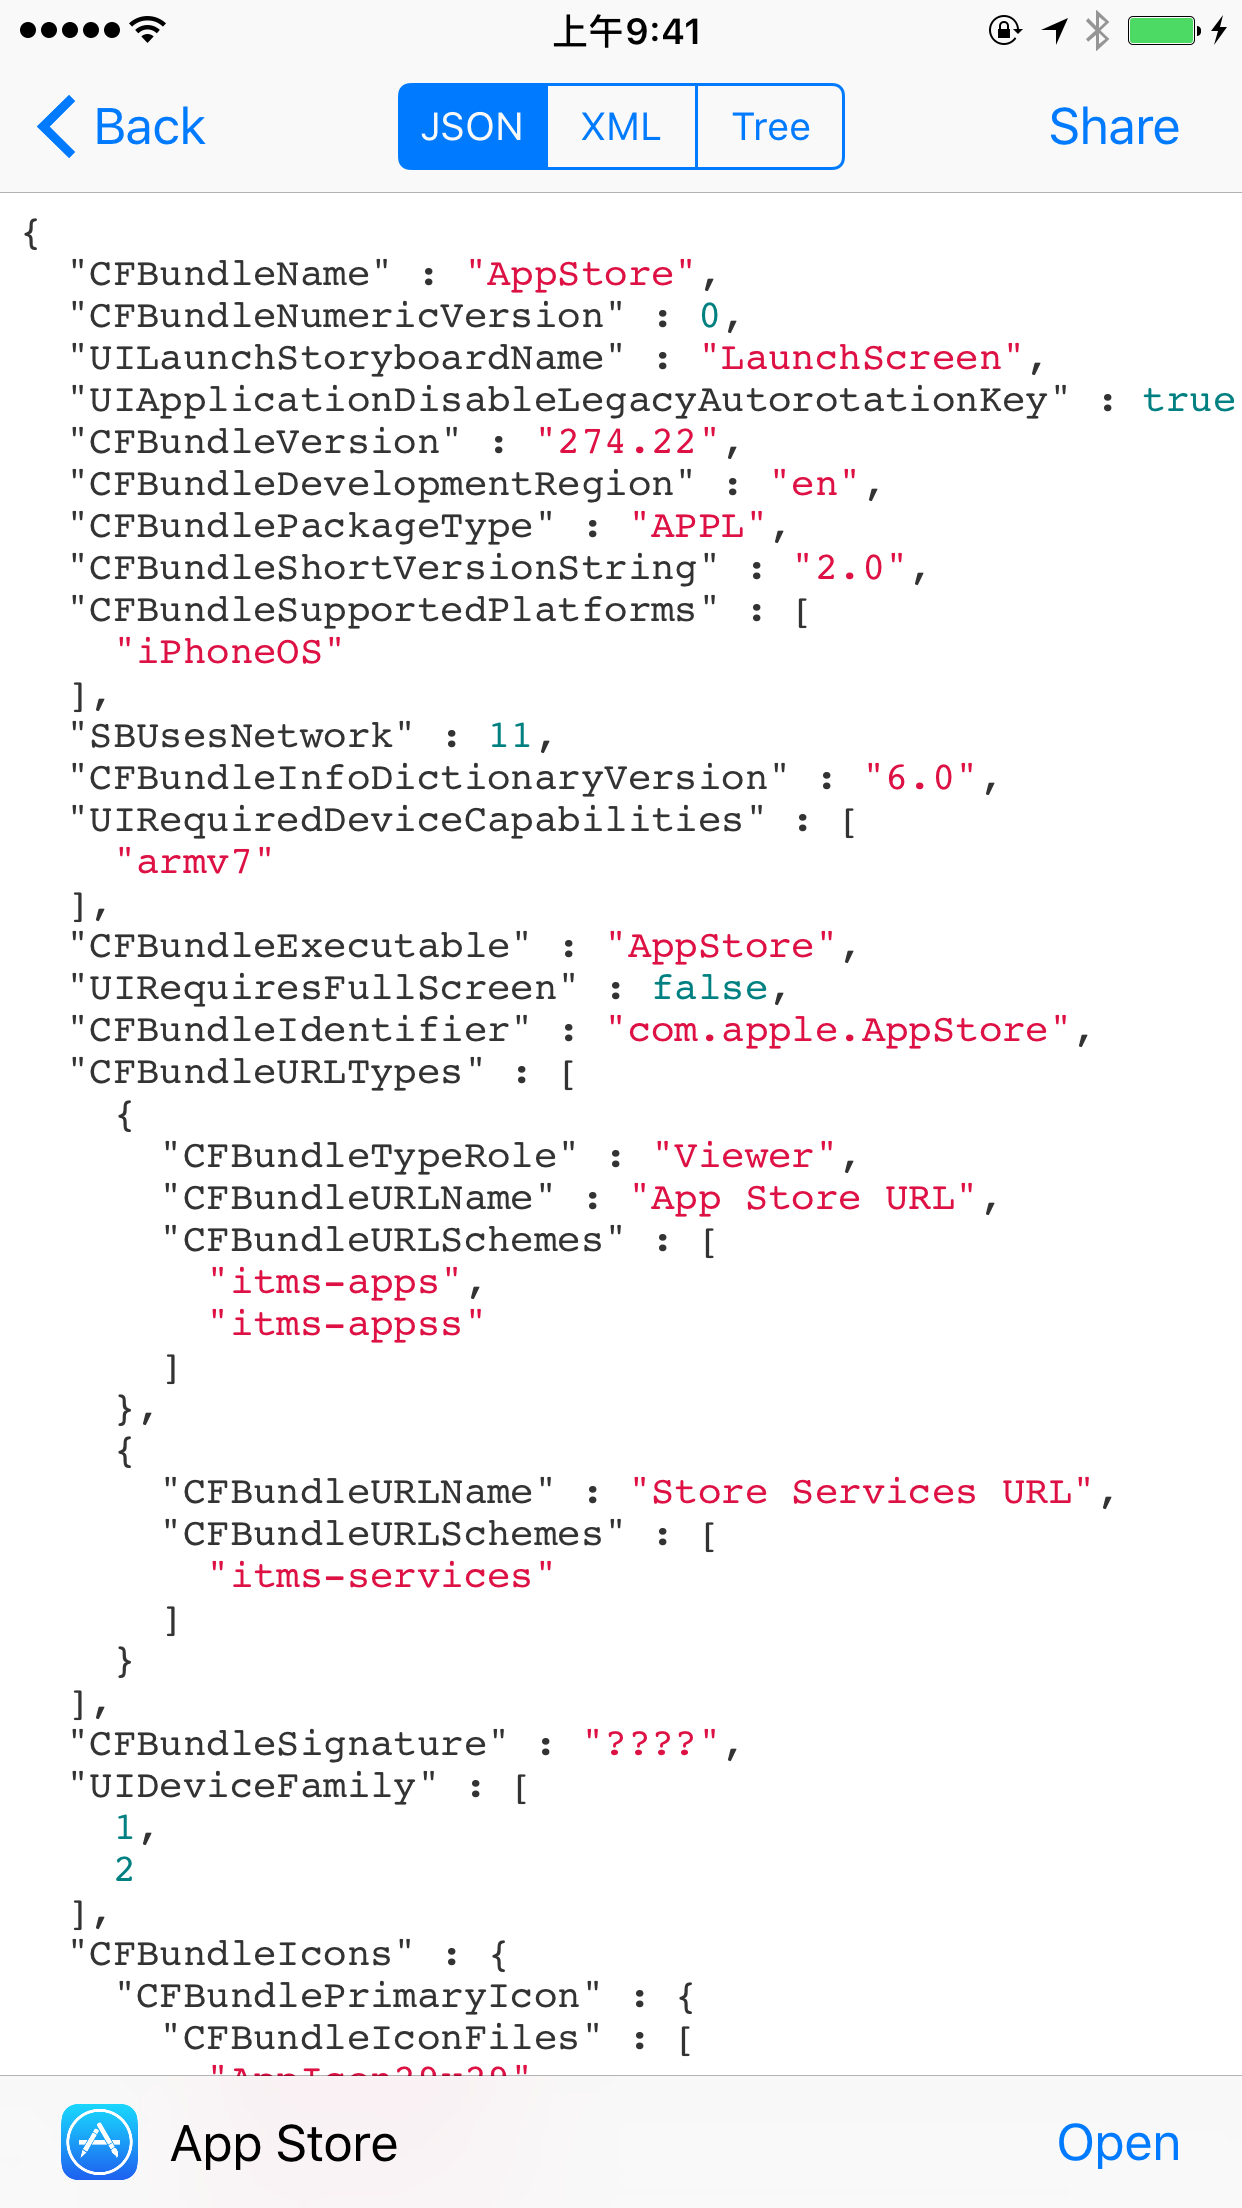 上午9:41
Back
JSON XML Tree
Share
{
"CFBundleName" : "AppStore",
"CFBundleNumericVersion" : 0,
"UILaunchStoryboardName" : "LaunchScreen",
"UIApplicationDisableLegacyAutorotationKey" : true
"CFBundleVersion" : "274.22",
"CFBundleDevelopmentRegion" : "en",
"CFBundlePackageType" : "APPL",
"CFBundleShortVersionString" : "2.0",
"CFBundleSupportedPlatforms" : [
"iPhoneOS"
],
"SBUsesNetwork" : 11,
"CFBundleInfoDictionaryVersion" : "6.0",
"UIRequiredDeviceCapabilities" : [
"armv7"
],
"CFBundleExecutable" : "AppStore",
"UIRequiresFullScreen" : false,
"CFBundleIdentifier" : "com.apple.AppStore",
"CFBundleURLTypes" : [
{
"CFBundleTypeRole" : "Viewer",
"CFBundleURLName" : "App Store URL",
"CFBundleURLSchemes" : [
"itms-apps",
"itms-appss"
]
},
{
"CFBundleURLName" : "Store Services URL",
"CFBundleURLSchemes" : [
"itms-services"
]
}
],
"CFBundleSignature" : "????",
"UIDeviceFamily" : [
1,
2
],
"CFBundleIcons" : {
"CFBundlePrimaryIcon" : {
"CFBundleIconFiles" : [
App Store
Open